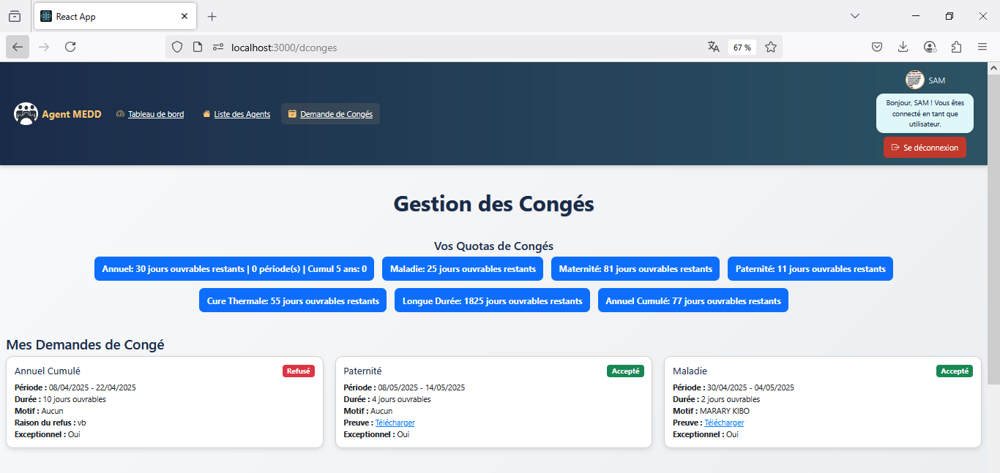 React App
localhost:3000/dconges
67 %
SAM
Agent MEDD
Tableau de bord
Liste des Agents
Demande de Congés
Bonjour, SAM ! Vous êtes
connecté en tant que
utilisateur.
Se déconnexion
Gestion des Congés
Vos Quotas de Congés
Annuel: 30 jours ouvrables restants | 0 période(s) | Cumul 5 ans: 0
Maladie: 25 jours ouvrables restants
Maternité: 81 jours ouvrables restants
Paternité: 11 jours ouvrables restants
Cure Thermale: 55 jours ouvrables restants
Longue Durée: 1825 jours ouvrables restants
Annuel Cumulé: 77 jours ouvrables restants
Mes Demandes de Congé
Annuel Cumulé
Refusé
Période : 08/04/2025 - 22/04/2025
Durée : 10 jours ouvrables
Motif : Aucun
Raison du refus : vb
Exceptionnel : Oui
Paternité
Accepté
Période : 08/05/2025 - 14/05/2025
Durée : 4 jours ouvrables
Motif : Aucun
Preuve : Télécharger
Exceptionnel : Oui
Maladie
Accepté
Période : 30/04/2025 - 04/05/2025
Durée : 2 jours ouvrables
Motif : MARARY KIBO
Preuve : Télécharger
Exceptionnel : Oui